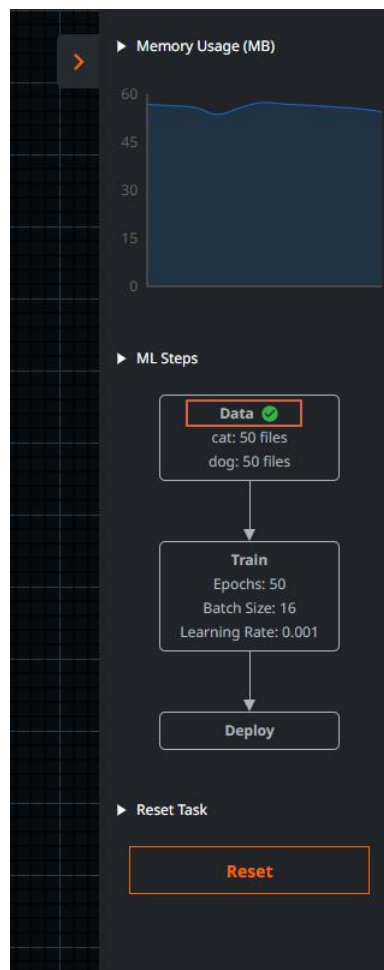 Memory Usage (MB)
60
45
30
15
0
ML Steps
Data
cat: 50 files
dog: 50 files
Train
Epochs: 50
Batch Size: 16
Learning Rate: 0.001
Deploy
Reset Task
Reset